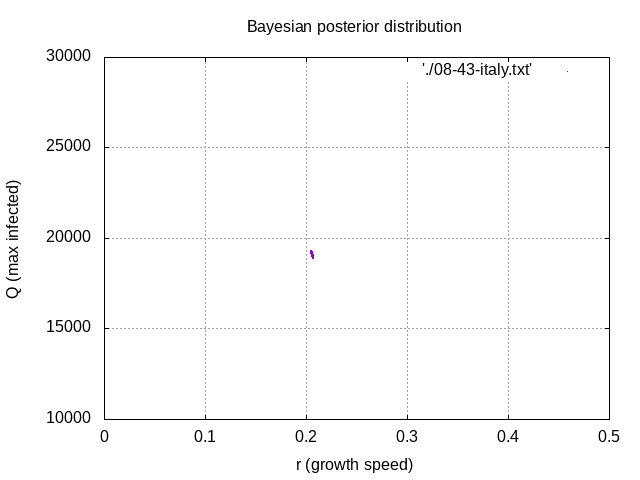 Bayesian posterior distribution
'./08-43-italy.txt'
30000
25000
20000
15000
10000
Q (max infected)
0 0.1 0.2 0.3 0.4 0.5
r (growth speed)